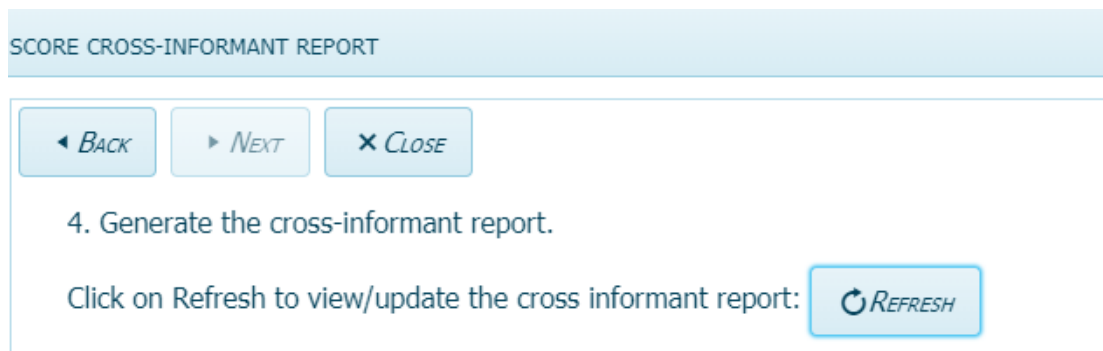 SCORE CROSS-INFORMANT REPORT
BACK NEXT CLOSE
4. Generate the cross-informant report.
Click on Refresh to view/update the cross informant report: REFRESH